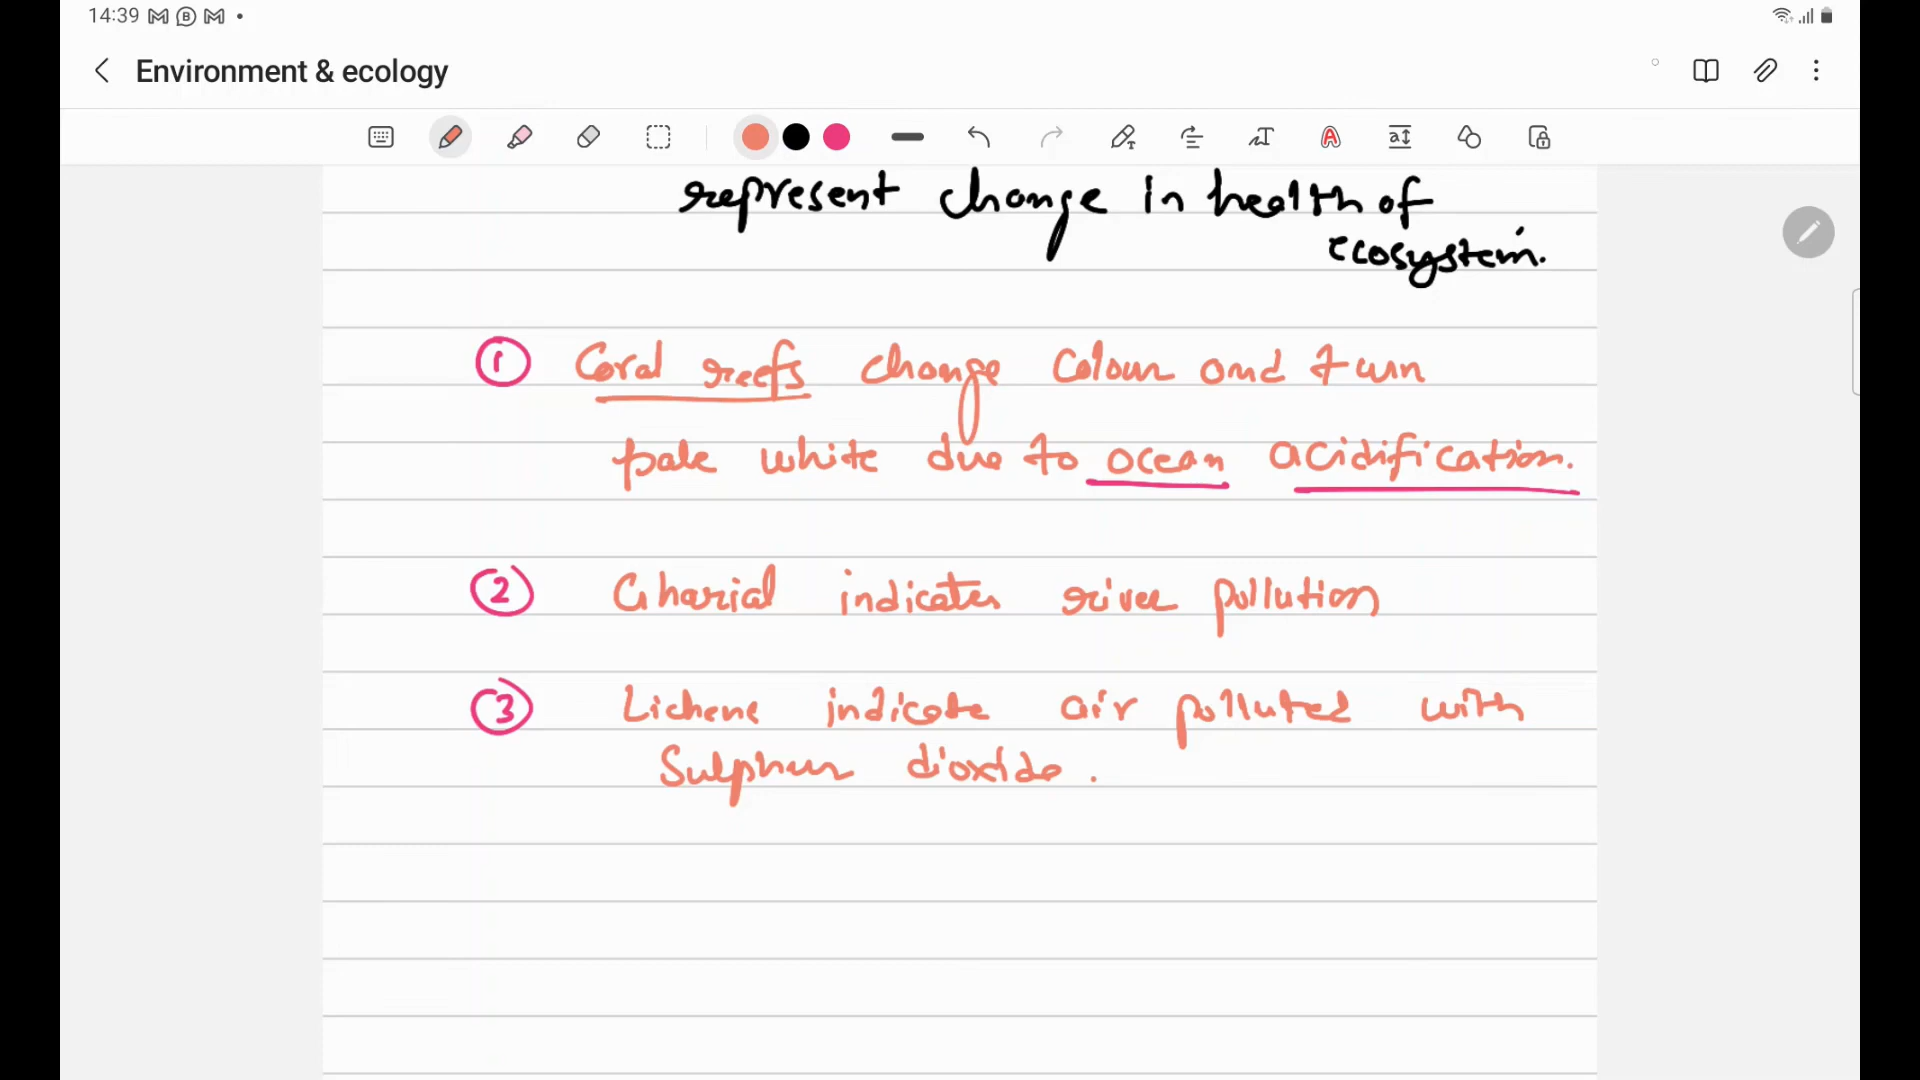 14:39
Environment & ecology
represent change in health of
ecosystem.
① Coral reefs change colour and turn
pale white due to ocean acidification.
② Gharial indicates river pollution
③ Lichens indicate air polluted with
Sulphur dioxide.